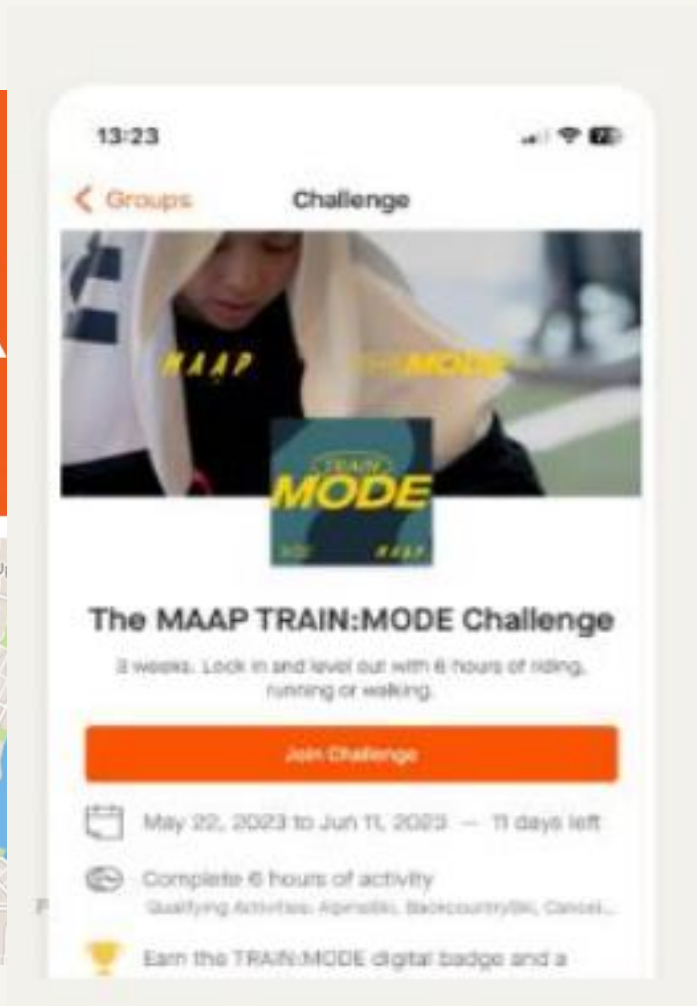 13:23
Groups
Challenge
MAAP
MODE
TRAIN
MODE
MAAP
The MAAP TRAIN:MODE Challenge
3 weeks. Lock in and level out with 6 hours of riding,
running or walking.
Join Challenge
May 22, 2023 to Jun 11, 2023 — 11 days left
Complete 6 hours of activity
Qualifying Activities: AlpineSki, BackcountrySki, Canoei...
Earn the TRAIN:MODE digital badge and a